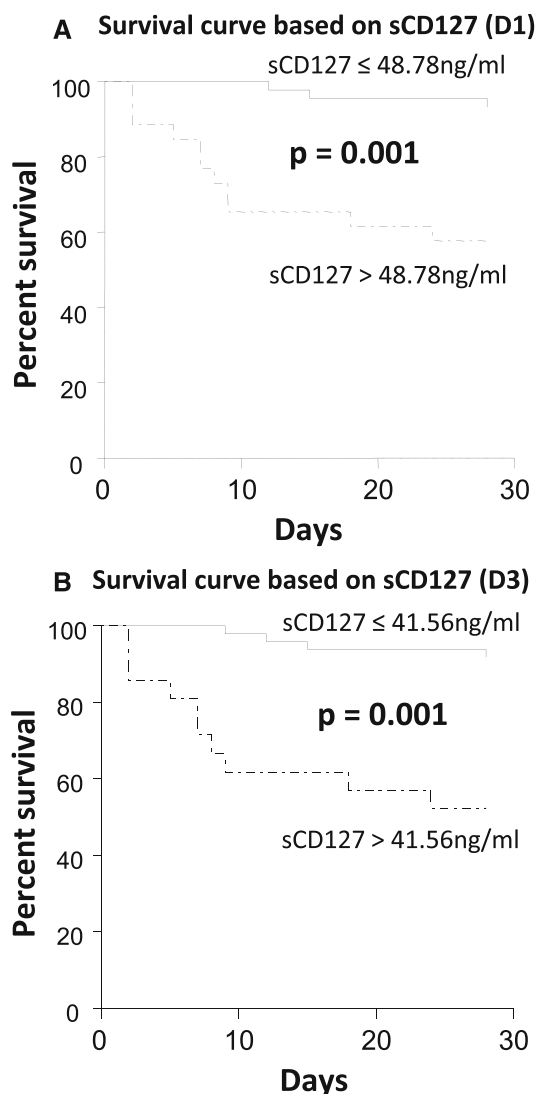 A Survival curve based on sCD127 (D1)
sCD127 ≤ 48.78ng/ml
100
80
60
40
20
0
Percent survival
p = 0.001
sCD127 > 48.78ng/ml
0 10 20 30
Days
B Survival curve based on sCD127 (D3)
sCD127 ≤ 41.56ng/ml
100
80
60
40
20
0
Percent survival
p = 0.001
sCD127 > 41.56ng/ml
0 10 20 30
Days